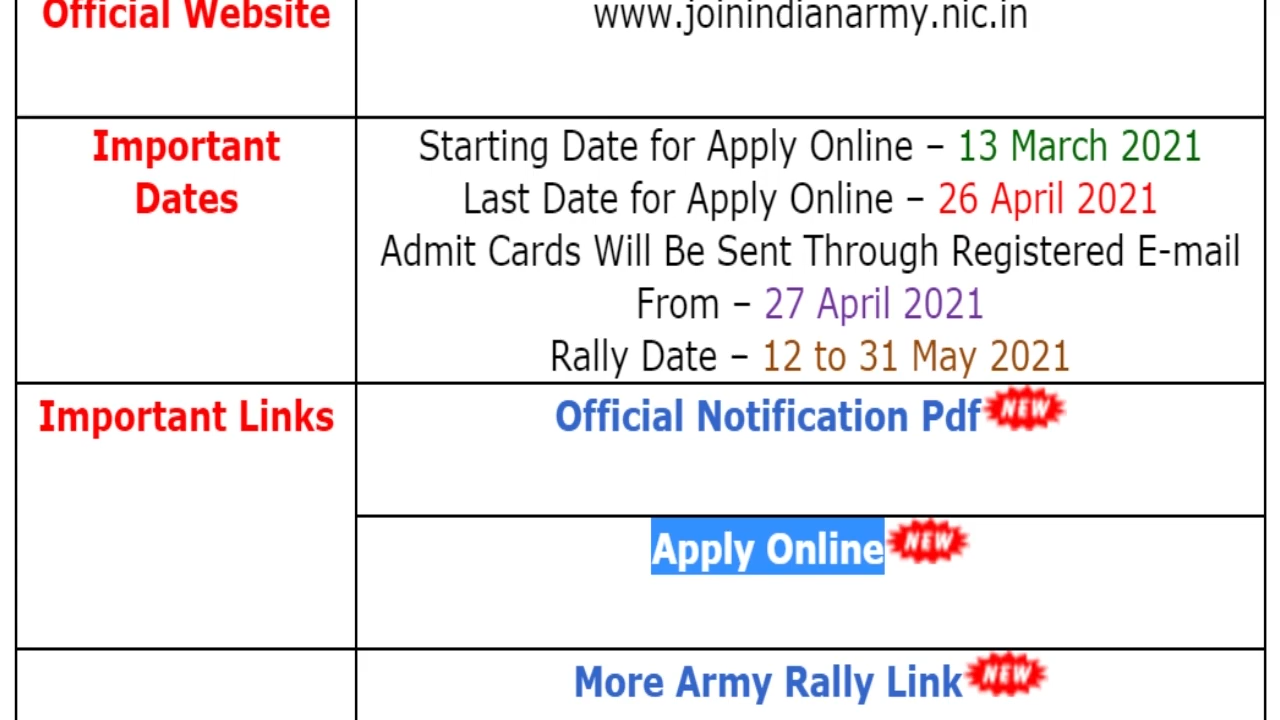 Official Website
www.joinindianarmy.nic.in
Important
Dates
Starting Date for Apply Online – 13 March 2021
Last Date for Apply Online – 26 April 2021
Admit Cards Will Be Sent Through Registered E-mail
From – 27 April 2021
Rally Date – 12 to 31 May 2021
Important Links
Official Notification Pdf NEW
Apply Online NEW
More Army Rally Link NEW